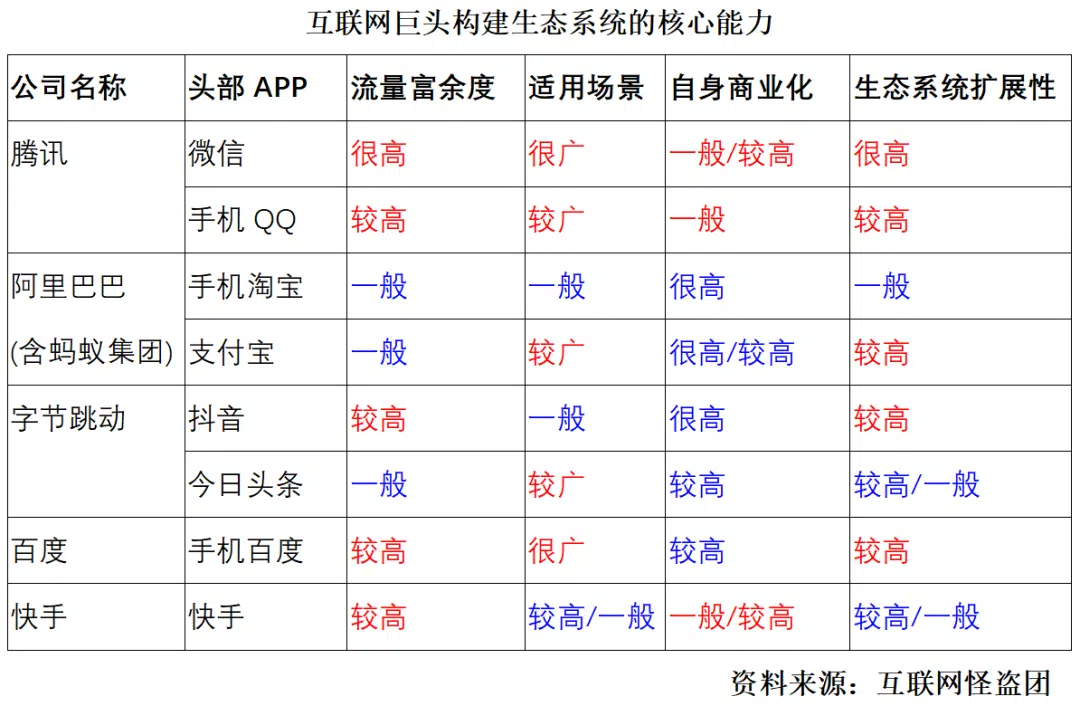 互联网巨头构建生态系统的核心能力
公司名称 头部 APP 流量富余度 适用场景 自身商业化 生态系统扩展性
腾讯 微信 很高 很广 一般/较高 很高
手机 QQ 较高 较广 一般 较高
阿里巴巴 手机淘宝 一般 一般 很高 一般
(含蚂蚁集团) 支付宝 一般 较广 很高/较高 较高
字节跳动 抖音 较高 一般 很高 较高
今日头条 一般 较广 较高 较高/一般
百度 手机百度 较高 很广 较高 较高
快手 快手 较高 较高/一般 一般/较高 较高/一般
资料来源：互联网怪盗团